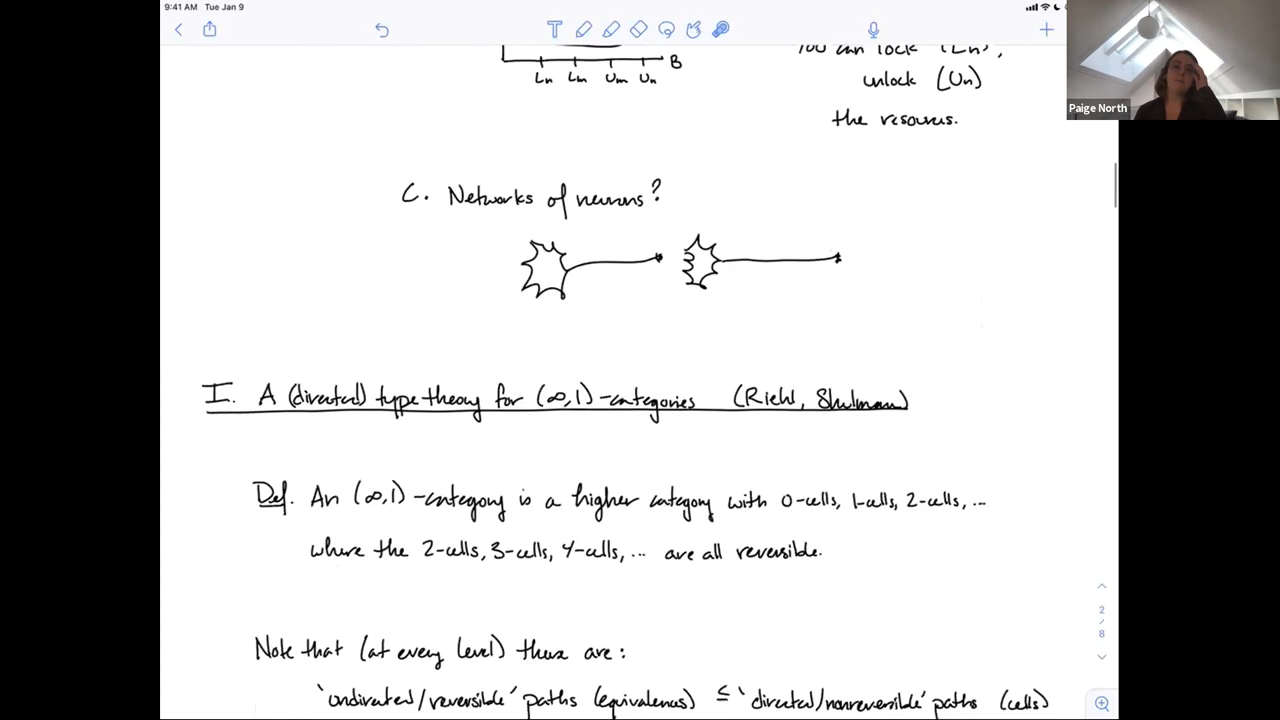 9:41 AM Tue Jan 9
Paige North
You can lock (Ln),
B
Ln Lm Um Un
unlock (Un)
the resources.
C. Networks of neurons?
I. A (directed) type theory for (∞,1)-categories (Riehl, Shulman)
Def. An (∞,1)-category is a higher category with 0-cells, 1-cells, 2-cells, ...
where the 2-cells, 3-cells, 4-cells, ... are all reversible.
2
/
8
Note that (at every level) there are:
'undirected/reversible' paths (equivalences) ≤ 'directed/nonreversible' paths (cells)